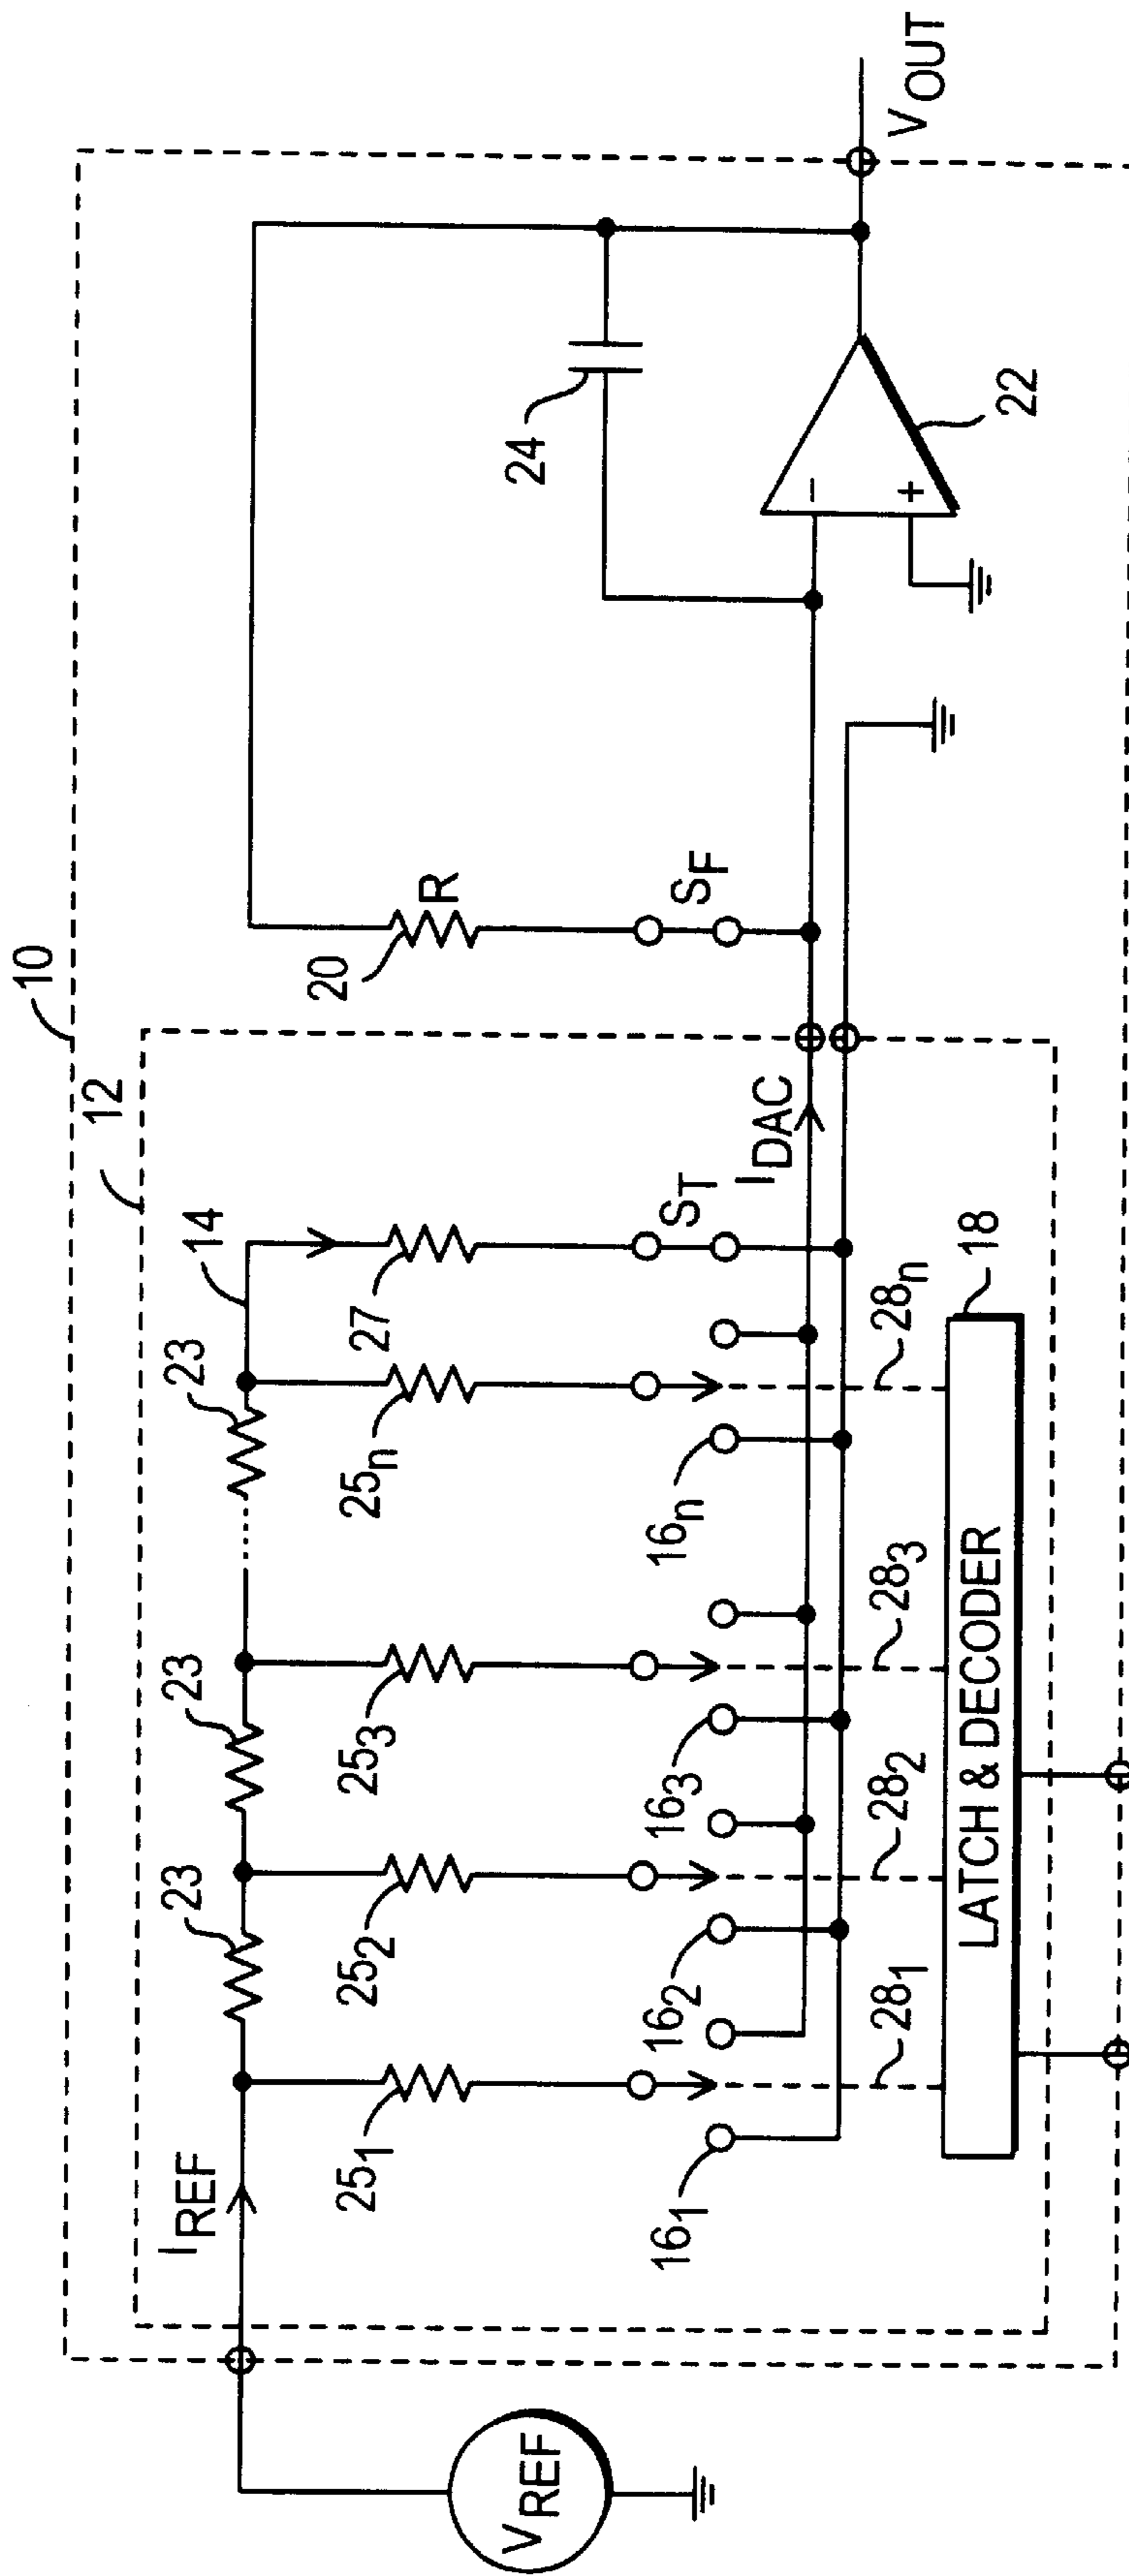 10
12
14
23
23
23
I_REF
V_REF
25_1
25_2
25_3
25_n
27
20
R
24
22
-
+
V_OUT
16_1
16_2
16_3
16_n
S_T
S_F
I_DAC
28_1
28_2
28_3
28_n
18
LATCH & DECODER